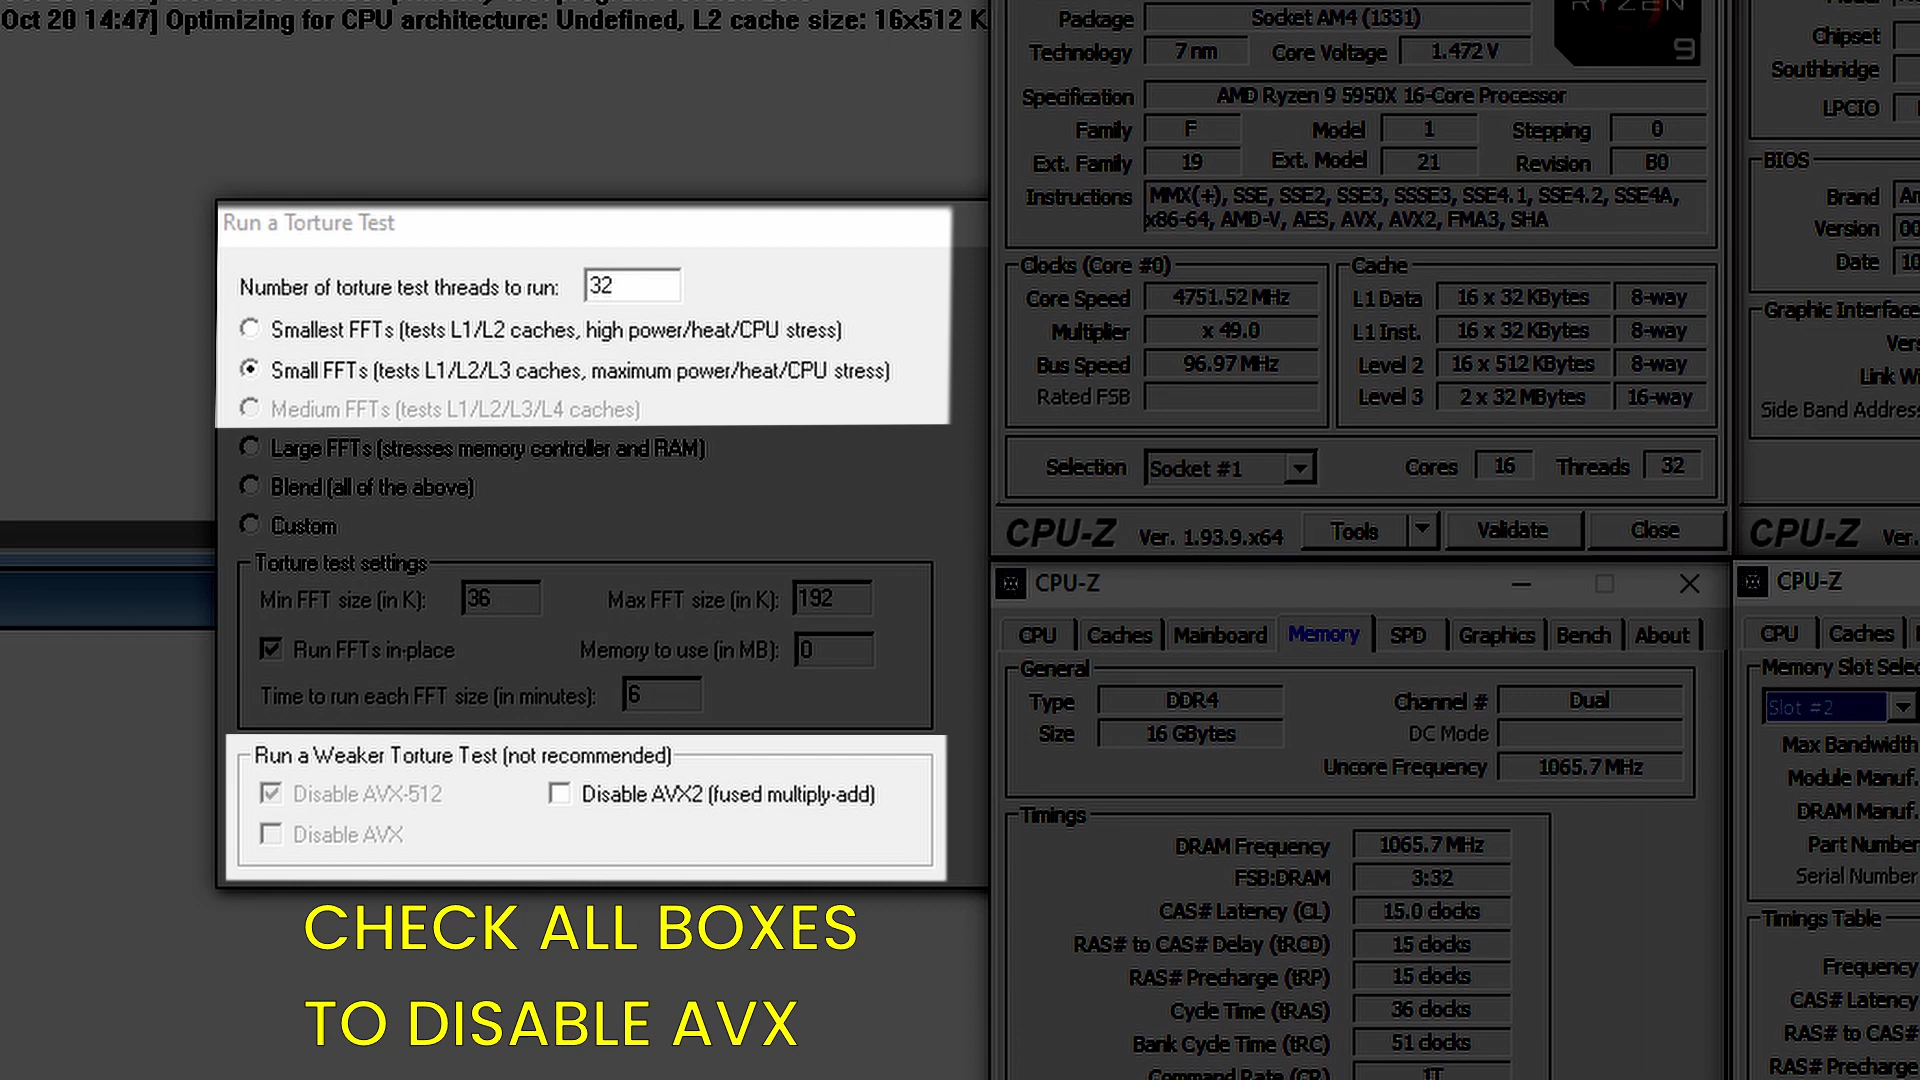 Oct 20 14:47] Optimizing for CPU architecture: Undefined, L2 cache size: 16x512 K
Run a Torture Test
Number of torture test threads to run: 32
Smallest FFTs (tests L1/L2 caches, high power/heat/CPU stress)
Small FFTs (tests L1/L2/L3 caches, maximum power/heat/CPU stress)
Medium FFTs (tests L1/L2/L3/L4 caches)
Large FFTs (stresses memory controller and RAM)
Blend (all of the above)
Custom
Torture test settings
Min FFT size (in K): 36 Max FFT size (in K): 192
Run FFTs in-place Memory to use (in MB): 0
Time to run each FFT size (in minutes): 6
Run a Weaker Torture Test (not recommended)
Disable AVX-512 Disable AVX2 (fused multiply-add)
Disable AVX
CHECK ALL BOXES
TO DISABLE AVX
Package Socket AM4 (1331)
Technology 7 nm Core Voltage 1.472 V
RYZEN
9
Specification AMD Ryzen 9 5950X 16-Core Processor
Family F Model 1 Stepping 0
Ext. Family 19 Ext. Model 21 Revision B0
Instructions MMX(+), SSE, SSE2, SSE3, SSSE3, SSE4.1, SSE4.2, SSE4A,
x86-64, AMD-V, AES, AVX, AVX2, FMA3, SHA
Clocks (Core #0)
Core Speed 4751.52 MHz
Multiplier x 49.0
Bus Speed 96.97 MHz
Rated FSB
Cache
L1 Data 16 x 32 KBytes 8-way
L1 Inst. 16 x 32 KBytes 8-way
Level 2 16 x 512 KBytes 8-way
Level 3 2 x 32 MBytes 16-way
Selection Socket #1 Cores 16 Threads 32
CPU-Z Ver. 1.93.9.x64 Tools Validate Close
CPU-Z
CPU Caches Mainboard Memory SPD Graphics Bench About
General
Type DDR4 Channel # Dual
Size 16 GBytes DC Mode
Uncore Frequency 1065.7 MHz
Timings
DRAM Frequency 1065.7 MHz
FSB:DRAM 3:32
CAS# Latency (CL) 15.0 clocks
RAS# to CAS# Delay (tRCD) 15 clocks
RAS# Precharge (tRP) 15 clocks
Cycle Time (tRAS) 36 clocks
Bank Cycle Time (tRC) 51 clocks
Command Rate (CR) 1T
Chipset
Southbridge
LPCIO
BIOS
Brand Am
Version 00
Date 10
Graphic Interface
Vers
Link Wi
Side Band Address
CPU-Z Ver.
CPU-Z
CPU Caches
Memory Slot Selec
Slot #2
Max Bandwidth
Module Manuf.
DRAM Manuf.
Part Number
Serial Number
Timings Table
Frequency
CAS# Latency
RAS# to CAS#
RAS# Precharge